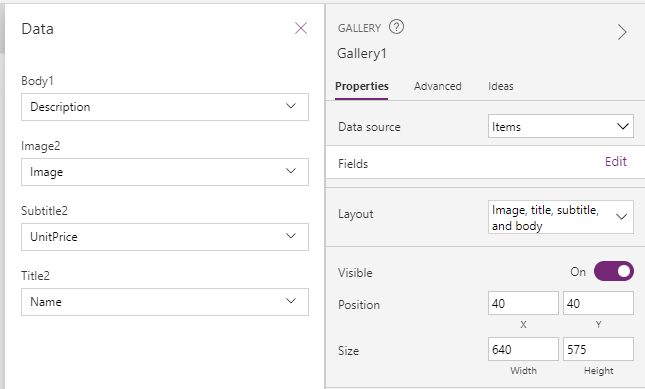 Data
Body1
Description
Image2
Image
Subtitle2
UnitPrice
Title2
Name
GALLERY ?
Gallery1
Properties Advanced Ideas
Data source Items
Fields Edit
Layout Image, title, subtitle,
and body
Visible On
Position 40 40
X Y
Size 640 575
Width Height